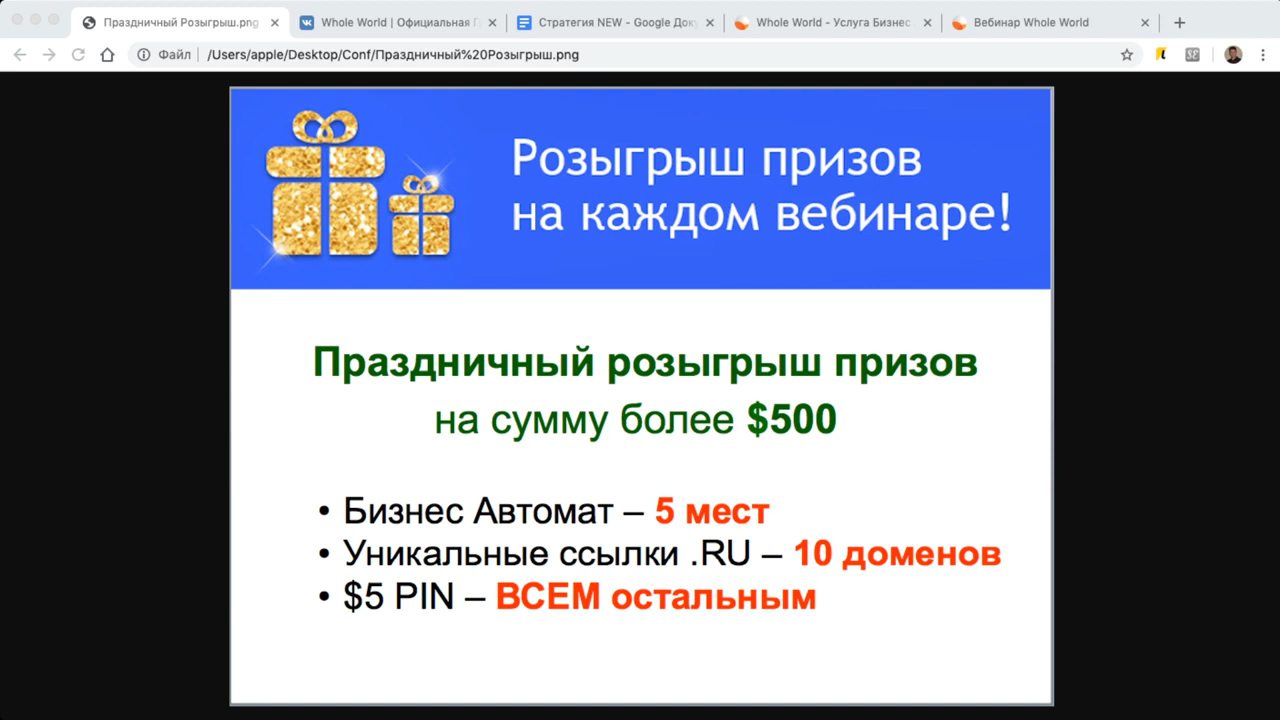 Праздничный Розыгрыш.png
Whole World | Официальная Г
Стратегия NEW - Google Док
Whole World - Услуга Бизнес
Вебинар Whole World
Файл
/Users/apple/Desktop/Conf/Праздничный%20Розыгрыш.png
Розыгрыш призов
на каждом вебинаре!
Праздничный розыгрыш призов
на сумму более $500
• Бизнес Автомат – 5 мест
• Уникальные ссылки .RU – 10 доменов
• $5 PIN – ВСЕМ остальным